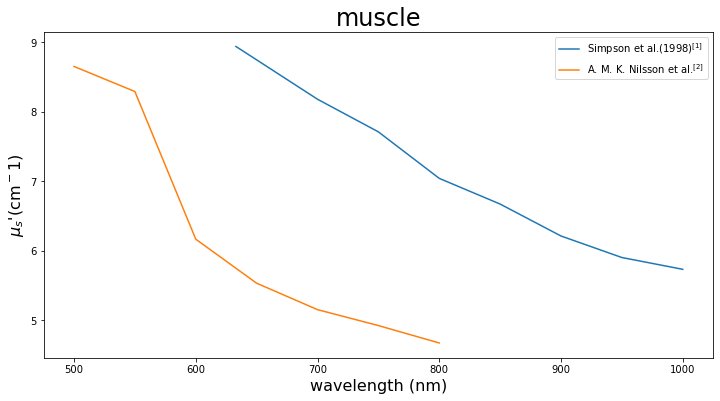 muscle
Simpson et al.(1998)[1]
A. M. K. Nilsson et al.[2]
μs'(cm−1)
9
8
7
6
5
500 600 700 800 900 1000
wavelength (nm)